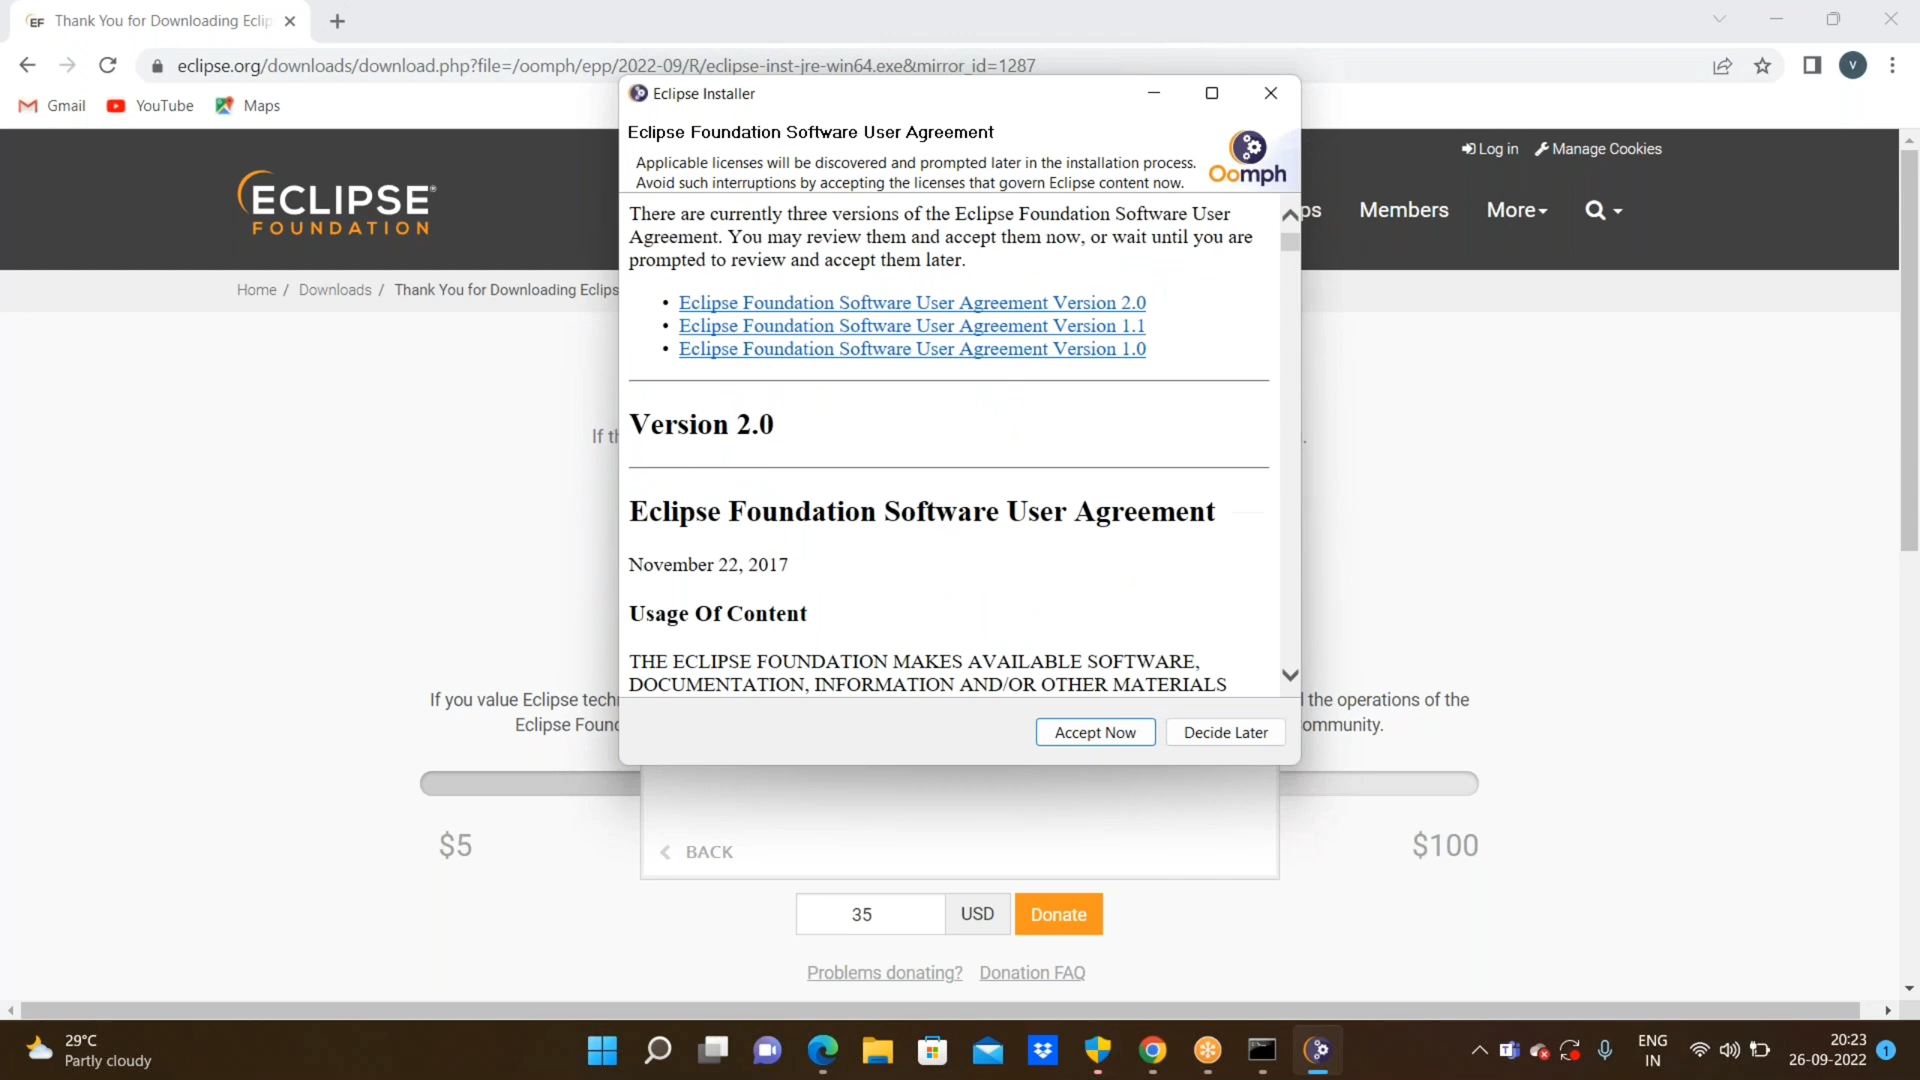 EF Thank You for Downloading Eclip
eclipse.org/downloads/download.php?file=/oomph/epp/2022-09/R/eclipse-inst-jre-win64.exe&mirror_id=1287
V
Gmail YouTube Maps
Eclipse Installer
Eclipse Foundation Software User Agreement
Applicable licenses will be discovered and prompted later in the installation process.
Avoid such interruptions by accepting the licenses that govern Eclipse content now.
Oomph
Log in Manage Cookies
ECLIPSE®
FOUNDATION
ps Members More
Home / Downloads / Thank You for Downloading Eclips
There are currently three versions of the Eclipse Foundation Software User
Agreement. You may review them and accept them now, or wait until you are
prompted to review and accept them later.
• Eclipse Foundation Software User Agreement Version 2.0
• Eclipse Foundation Software User Agreement Version 1.1
• Eclipse Foundation Software User Agreement Version 1.0
Version 2.0
If th
.
Eclipse Foundation Software User Agreement
November 22, 2017
Usage Of Content
THE ECLIPSE FOUNDATION MAKES AVAILABLE SOFTWARE,
DOCUMENTATION, INFORMATION AND/OR OTHER MATERIALS
If you value Eclipse tech
the operations of the
Eclipse Found
ommunity.
Accept Now Decide Later
$5
$100
BACK
35 USD Donate
Problems donating? Donation FAQ
29°C
Partly cloudy
ENG
IN
20:23
26-09-2022
1